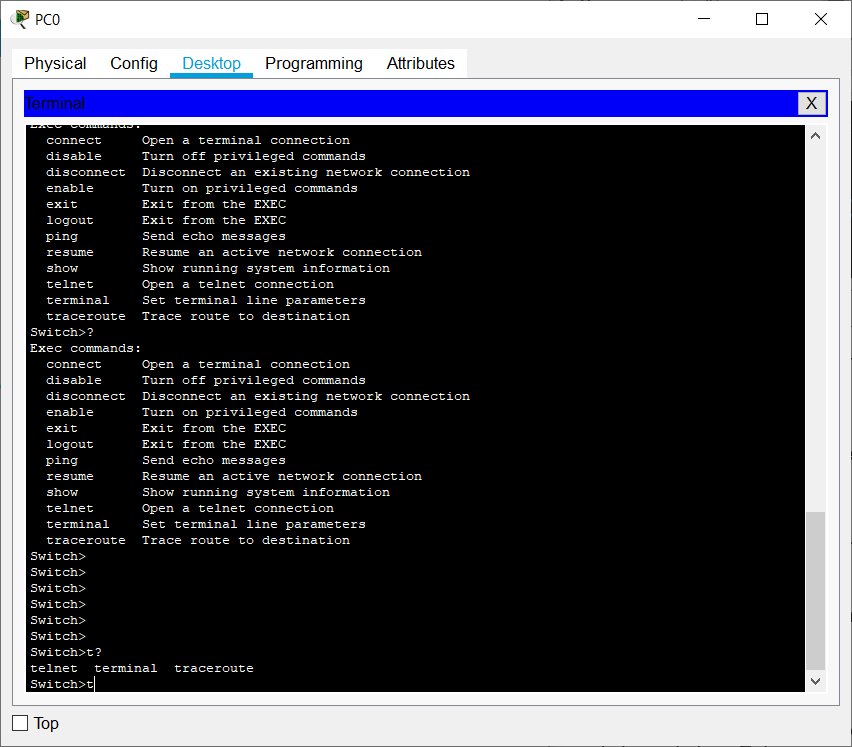 PC0
Physical Config Desktop Programming Attributes
Terminal X
Exec commands:
  connect     Open a terminal connection
  disable     Turn off privileged commands
  disconnect  Disconnect an existing network connection
  enable      Turn on privileged commands
  exit        Exit from the EXEC
  logout      Exit from the EXEC
  ping        Send echo messages
  resume      Resume an active network connection
  show        Show running system information
  telnet      Open a telnet connection
  terminal    Set terminal line parameters
  traceroute  Trace route to destination
Switch>?
Exec commands:
  connect     Open a terminal connection
  disable     Turn off privileged commands
  disconnect  Disconnect an existing network connection
  enable      Turn on privileged commands
  exit        Exit from the EXEC
  logout      Exit from the EXEC
  ping        Send echo messages
  resume      Resume an active network connection
  show        Show running system information
  telnet      Open a telnet connection
  terminal    Set terminal line parameters
  traceroute  Trace route to destination
Switch>
Switch>
Switch>
Switch>
Switch>
Switch>
Switch>t?
telnet  terminal  traceroute
Switch>t
Top